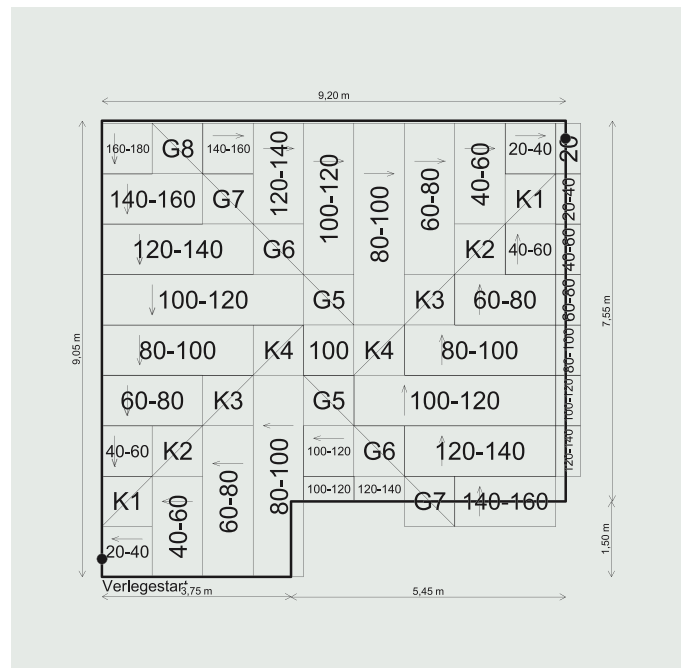 9,20 m
160-180 G8 140-160 120-140 100-120 80-100 60-80 40-60 20-40 20
140-160 G7 K1 20-40
120-140 G6 K2 40-60 40-60
100-120 G5 K3 60-80 60-80
9,05 m
7,55 m
80-100 K4 100 K4 80-100 80-100
60-80 K3 G5 100-120 100-120
40-60 K2 60-80 80-100 100-120 G6 120-140 120-140
K1 40-60 100-120 120-140 G7 140-160
20-40
1,50 m
Verlegestart
3,75 m 5,45 m